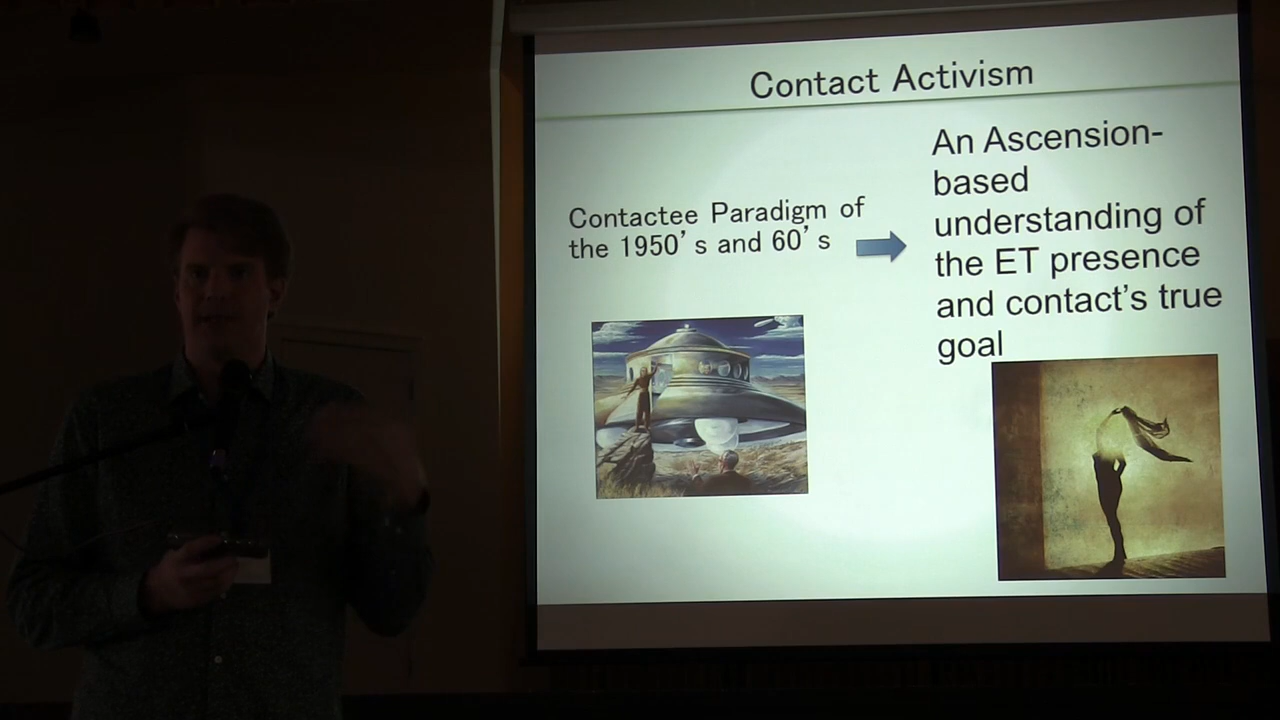 Contact Activism
Contactee Paradigm of
the 1950's and 60's
An Ascension-
based
understanding of
the ET presence
and contact's true
goal